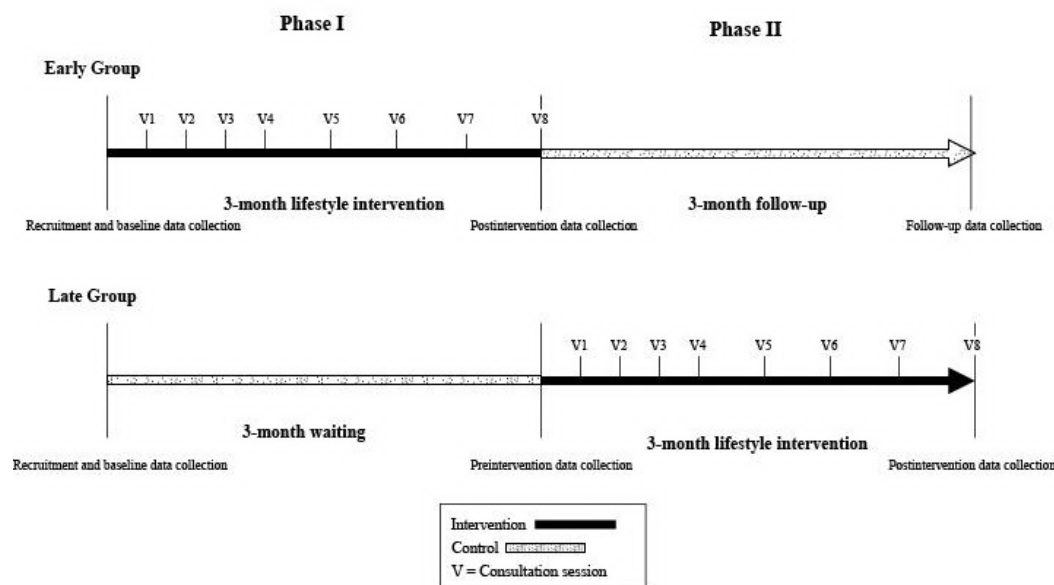 Phase I
Phase II
Early Group
V1 V2 V3 V4 V5 V6 V7 V8
3-month lifestyle intervention
3-month follow-up
Recruitment and baseline data collection
Postintervention data collection
Follow-up data collection
Late Group
V1 V2 V3 V4 V5 V6 V7 V8
3-month waiting
3-month lifestyle intervention
Recruitment and baseline data collection
Preintervention data collection
Postintervention data collection
Intervention
Control
V = Consultation session